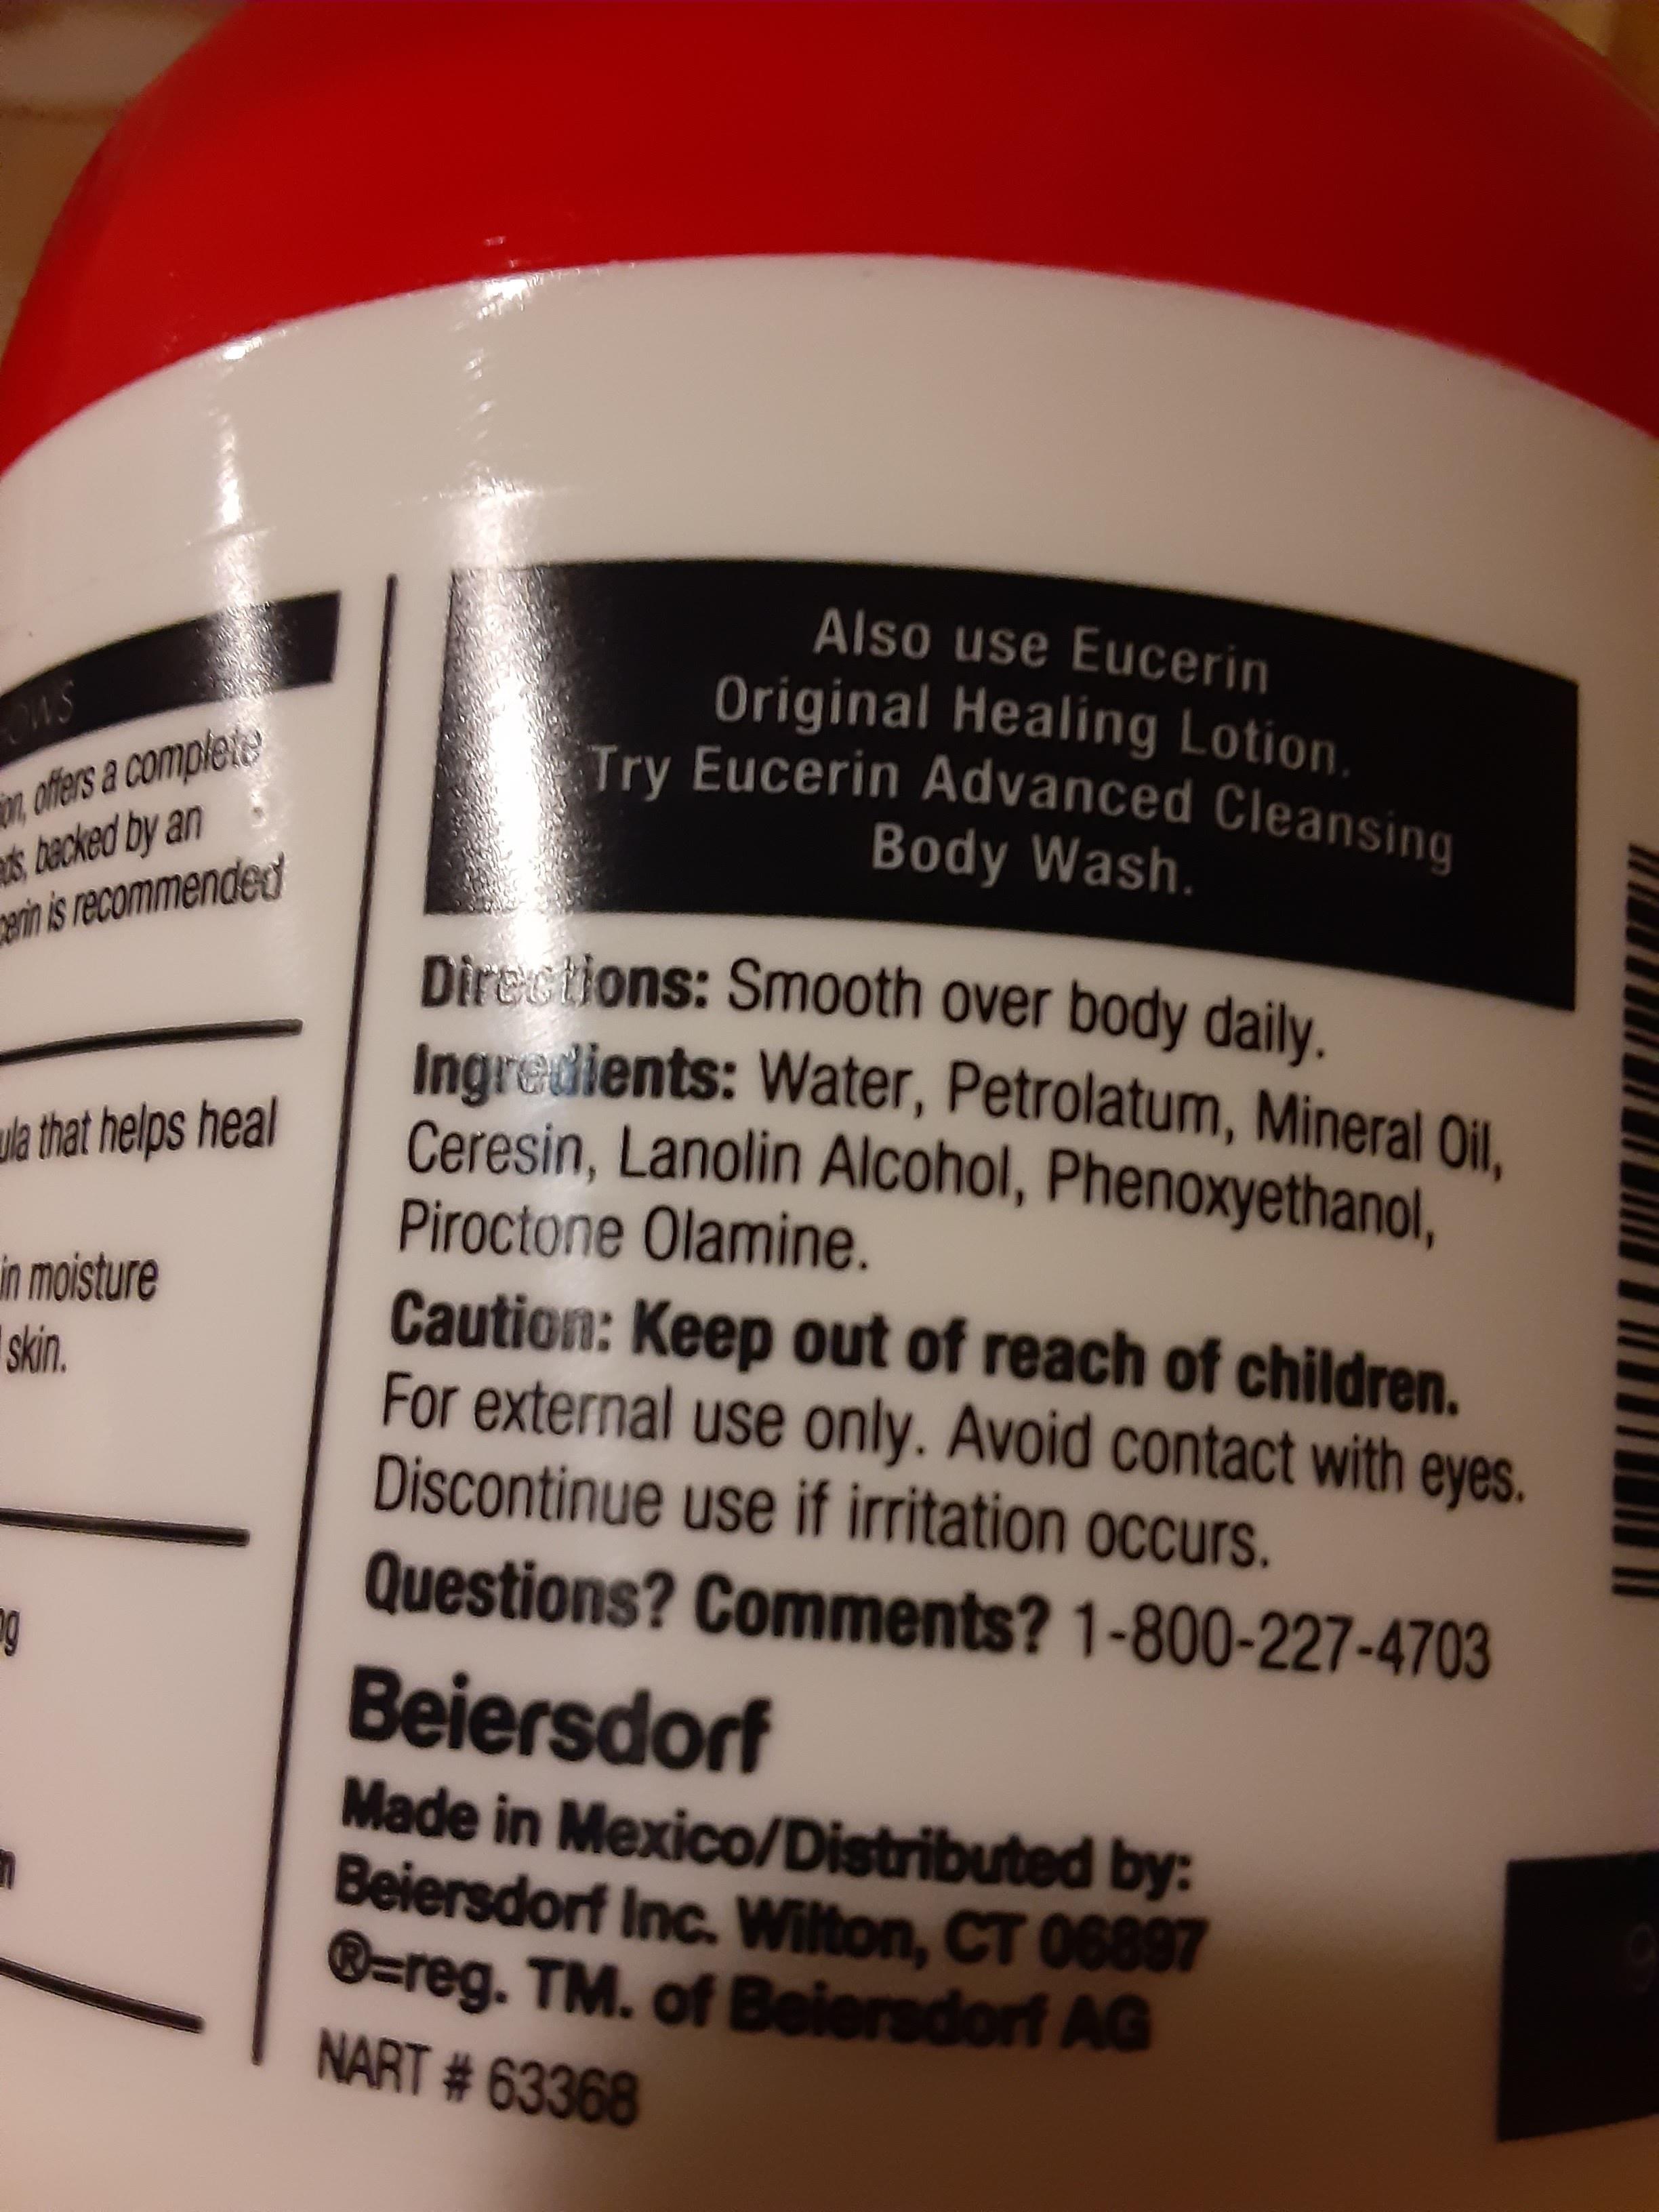 OWS
offers a complete
backed by an
is recommended
that helps heal
in moisture
skin.
Also use Eucerin
Original Healing Lotion.
Try Eucerin Advanced Cleansing
Body Wash.
Directions: Smooth over body daily.
Ingredients: Water, Petrolatum, Mineral Oil,
Ceresin, Lanolin Alcohol, Phenoxyethanol,
Piroctone Olamine.
Caution: Keep out of reach of children.
For external use only. Avoid contact with eyes.
Discontinue use if irritation occurs.
Questions? Comments? 1-800-227-4703
Beiersdorf
Made in Mexico/Distributed by:
Beiersdorf Inc. Wilton, CT 06897
®=reg. TM. of Beiersdorf AG
NART # 63368